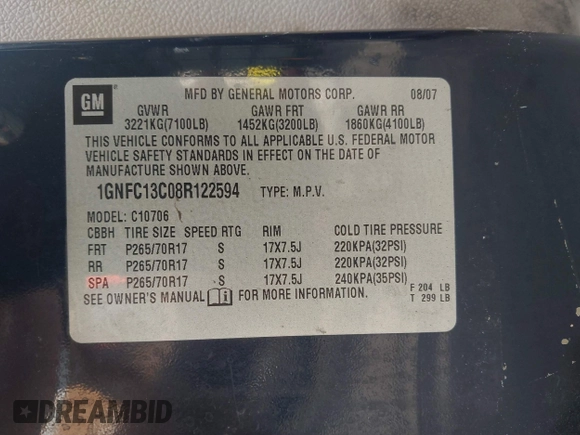 GM
MFD BY GENERAL MOTORS CORP. 08/07
GVWR GAWR FRT GAWR RR
3221KG(7100LB) 1452KG(3200LB) 1860KG(4100LB)
THIS VEHICLE CONFORMS TO ALL APPLICABLE U.S. FEDERAL MOTOR
VEHICLE SAFETY STANDARDS IN EFFECT ON THE DATE OF
MANUFACTURE SHOWN ABOVE.
1GNFC13C08R122594 TYPE: M.P.V.
MODEL: C10706
CBBH TIRE SIZE SPEED RTG RIM COLD TIRE PRESSURE
FRT P265/70R17 S 17X7.5J 220KPA(32PSI)
RR P265/70R17 S 17X7.5J 220KPA(32PSI)
SPA P265/70R17 S 17X7.5J 240KPA(35PSI)
SEE OWNER'S MANUAL FOR MORE INFORMATION.
F 204 LB
T 299 LB
DREAMBID